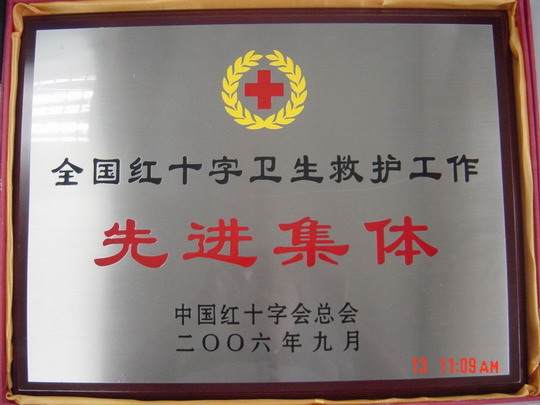 全国红十字卫生救护工作
先进集体
中国红十字会总会
二〇〇六年九月
13 11:09AM